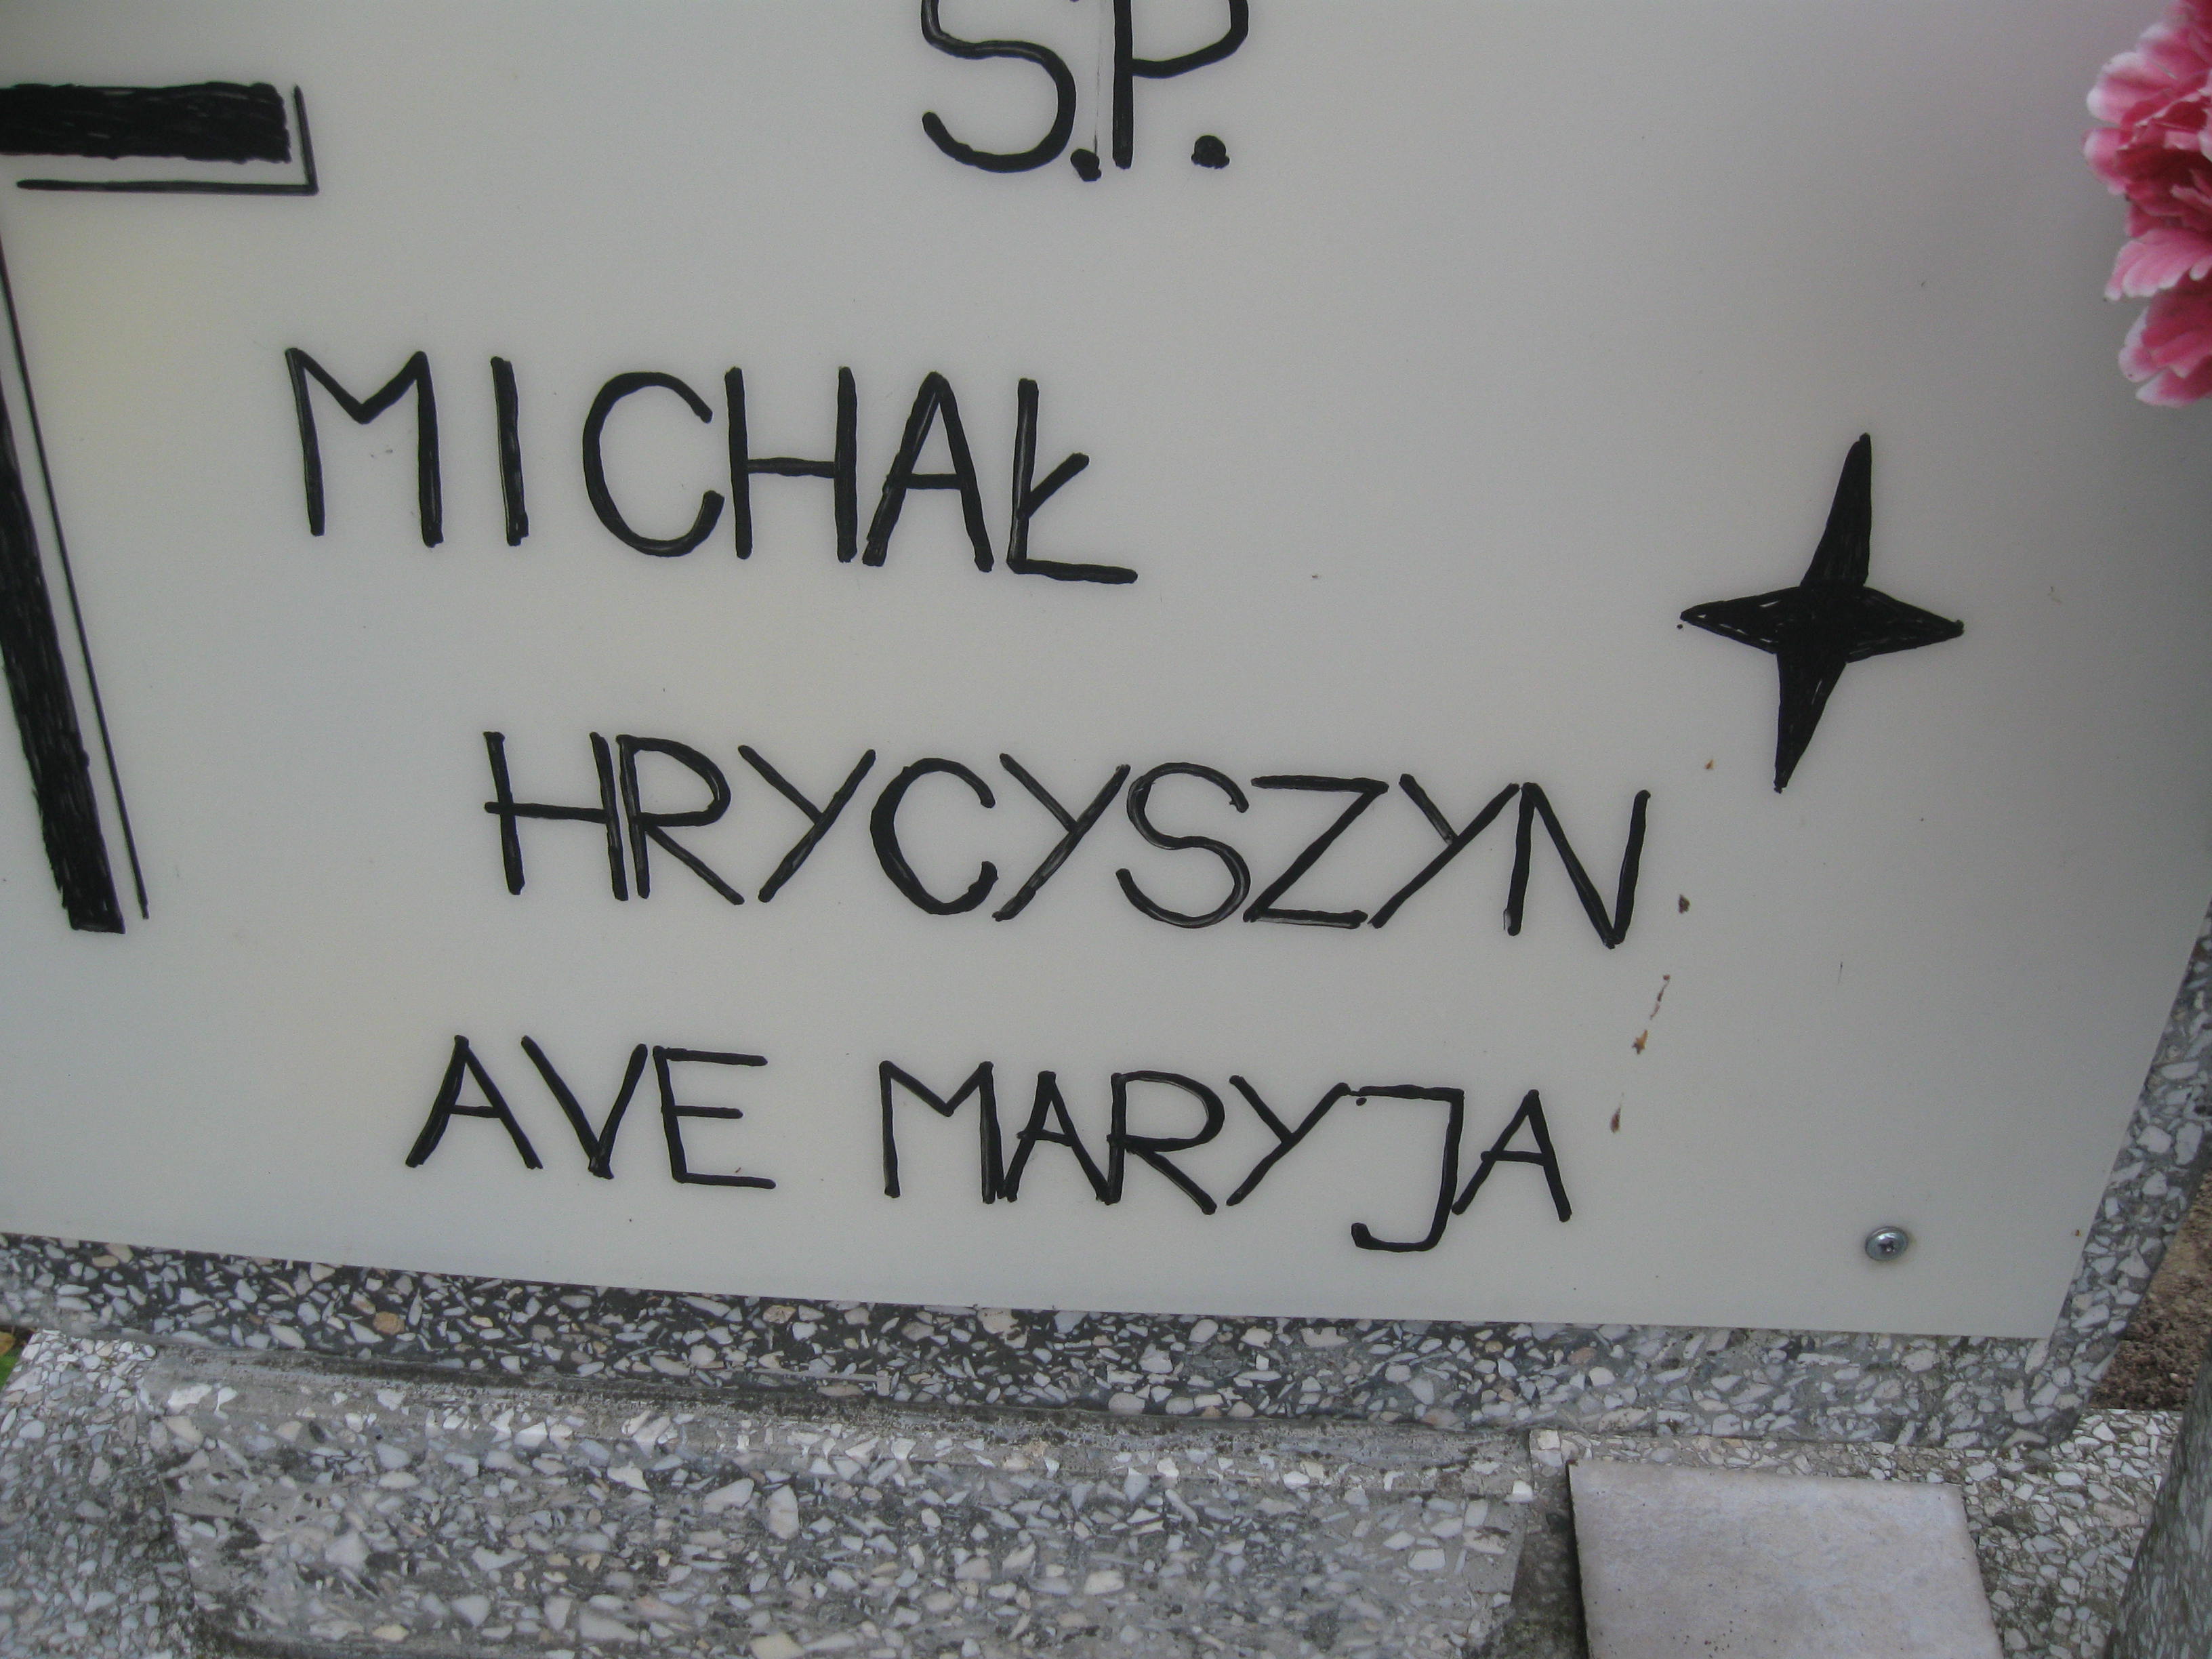 S.P.
MICHAŁ
HRYCYSZYN
AVE MARYJA